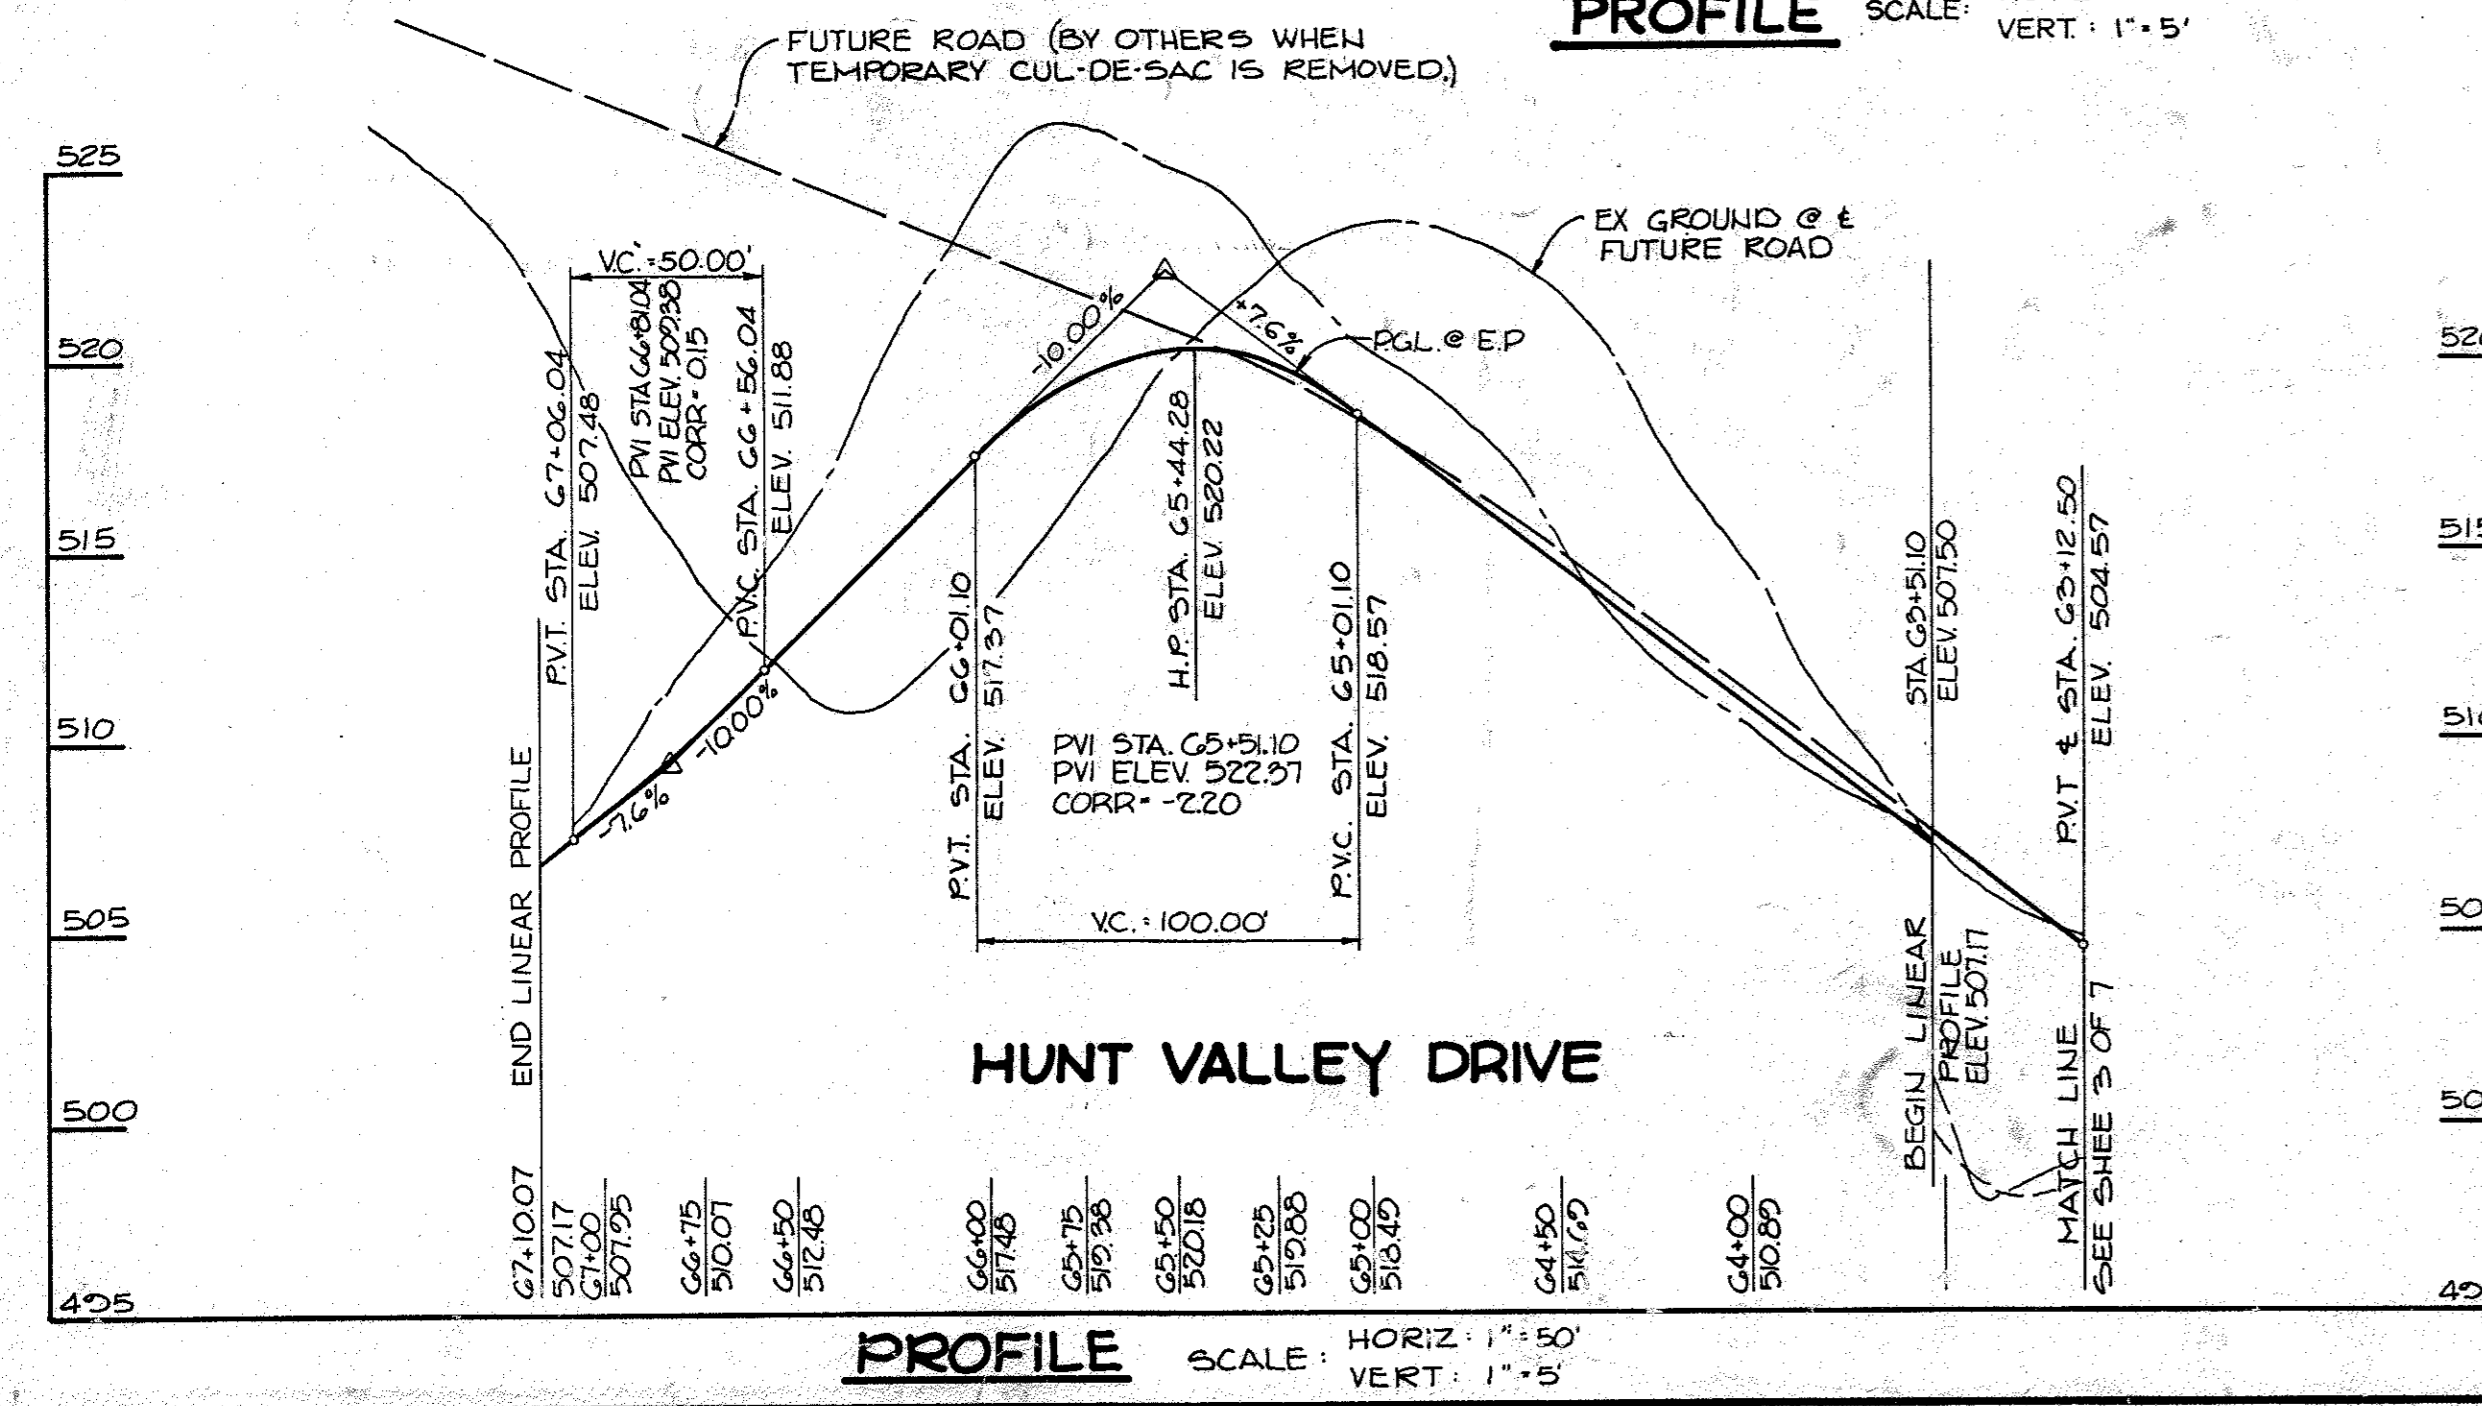 PROFILE SCALE:
VERT. : 1"=5'
FUTURE ROAD (BY OTHERS WHEN
TEMPORARY CUL-DE-SAC IS REMOVED.)
525
520
515
510
505
500
495
EX GROUND @ ℄
FUTURE ROAD
V.C. = 50.00'
P.V.T. STA. 67+06.04
ELEV. 507.48
PVI STA 66+81.04
PVI ELEV. 509.38
CORR = 0.15
P.V.C. STA. 66+56.04
ELEV. 511.88
-10.00%
+7.6%
P.G.L. @ E.P
-10.00%
-7.6%
P.V.T. STA. 66+01.10
ELEV. 517.37
H.P. STA. 65+44.28
ELEV. 520.22
PVI STA. 65+51.10
PVI ELEV. 522.37
CORR= -2.20
P.V.C. STA. 65+01.10
ELEV. 518.57
V.C. = 100.00'
STA. 63+51.10
ELEV. 507.50
P.V.T ℄ STA. 63+12.50
ELEV. 504.57
END LINEAR PROFILE
BEGIN LINEAR
PROFILE
ELEV. 507.17
MATCH LINE
SEE SHEE 3 OF 7
HUNT VALLEY DRIVE
67+10.07
507.17
67+00
507.95
66+75
510.07
66+50
512.48
66+00
517.48
65+75
519.38
65+50
520.18
65+25
519.88
65+00
518.49
64+50
514.69
64+00
510.89
520
515
510
50
50
49
PROFILE SCALE: HORIZ: 1"=50'
VERT: 1"=5'